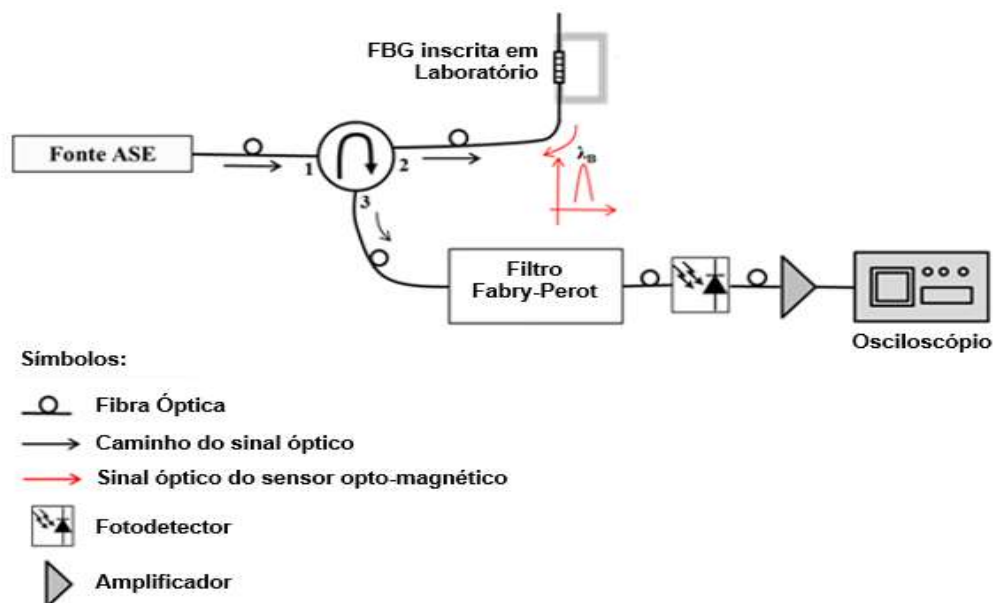 FBG inscrita em
Laboratório
Fonte ASE
1
2
3
λB
Filtro
Fabry-Perot
Osciloscópio
Símbolos:
Fibra Óptica
Caminho do sinal óptico
Sinal óptico do sensor opto-magnético
Fotodetector
Amplificador